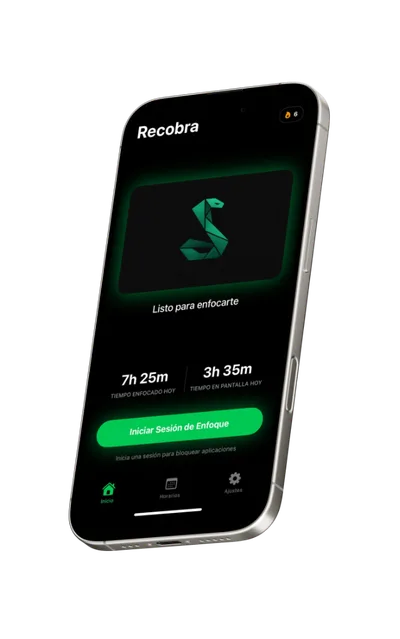 Recobra
6
Listo para enfocarte
7h 25m
TIEMPO ENFOCADO HOY
3h 35m
TIEMPO EN PANTALLA HOY
Iniciar Sesión de Enfoque
Inicia una sesión para bloquear aplicaciones
Inicio
Horarios
Ajustes